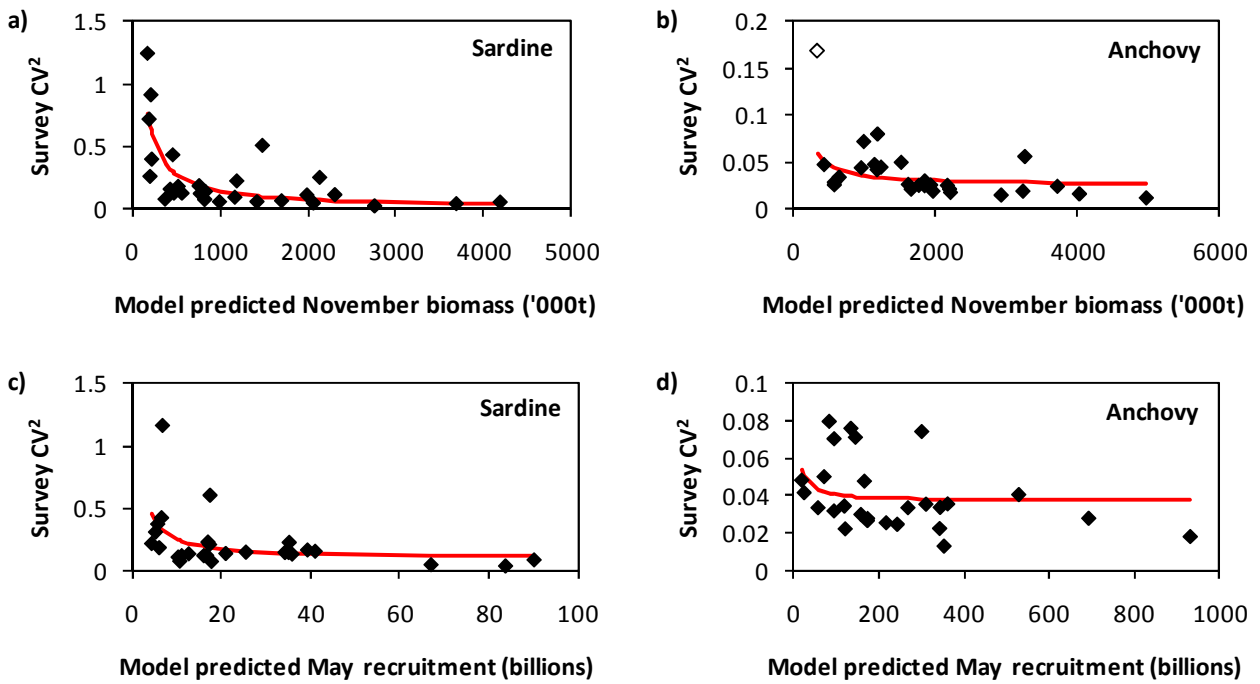 a)
Sardine
Survey CV²
1.5
1
0.5
0
0 1000 2000 3000 4000 5000
Model predicted November biomass ('000t)
b)
Anchovy
Survey CV²
0.2
0.15
0.1
0.05
0
0 2000 4000 6000
Model predicted November biomass ('000t)
c)
Sardine
Survey CV²
1.5
1
0.5
0
0 20 40 60 80 100
Model predicted May recruitment (billions)
d)
Anchovy
Survey CV²
0.1
0.08
0.06
0.04
0.02
0
0 200 400 600 800 1000
Model predicted May recruitment (billions)